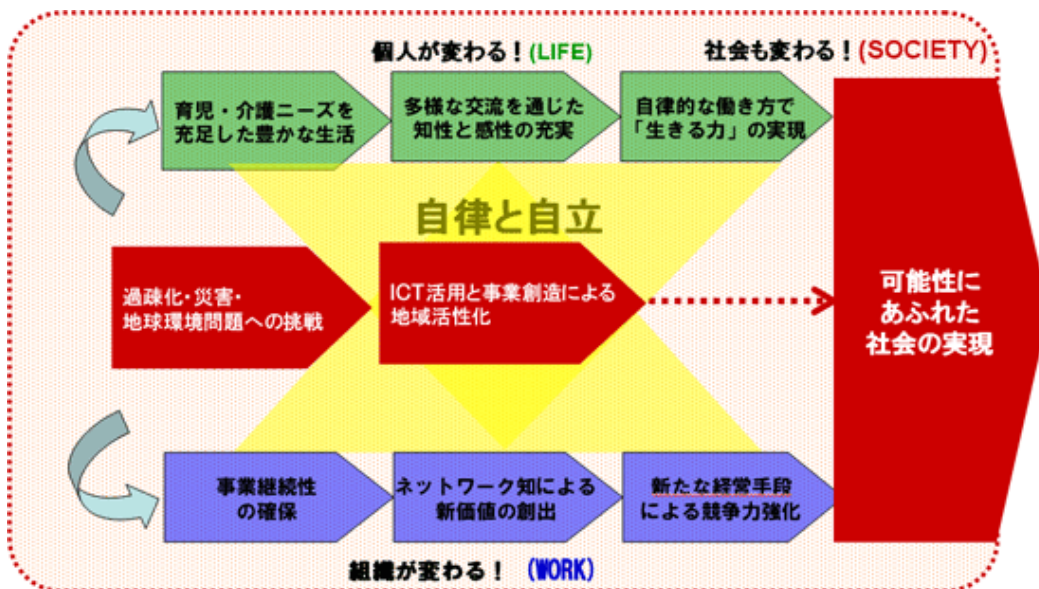 個人が変わる！(LIFE)
社会も変わる！(SOCIETY)
育児・介護ニーズを
充足した豊かな生活
多様な交流を通じた
知性と感性の充実
自律的な働き方で
「生きる力」の実現
自律と自立
過疎化・災害・
地球環境問題への挑戦
ICT活用と事業創造による
地域活性化
可能性に
あふれた
社会の実現
事業継続性
の確保
ネットワーク知による
新価値の創出
新たな経営手段
による競争力強化
組織が変わる！ (WORK)